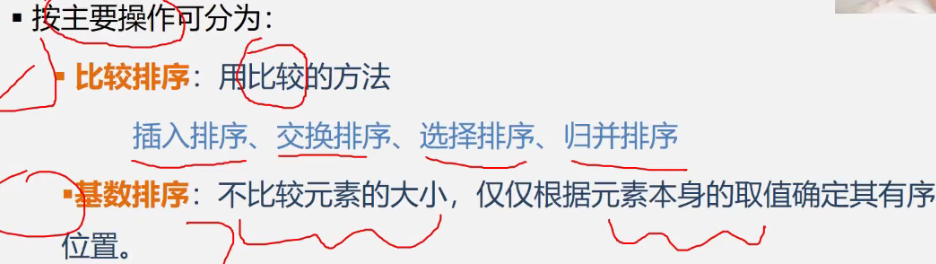 ▪ 按主要操作可分为：
▪ 比较排序：用比较的方法
插入排序、交换排序、选择排序、归并排序
▪基数排序：不比较元素的大小，仅仅根据元素本身的取值确定其有序
位置。